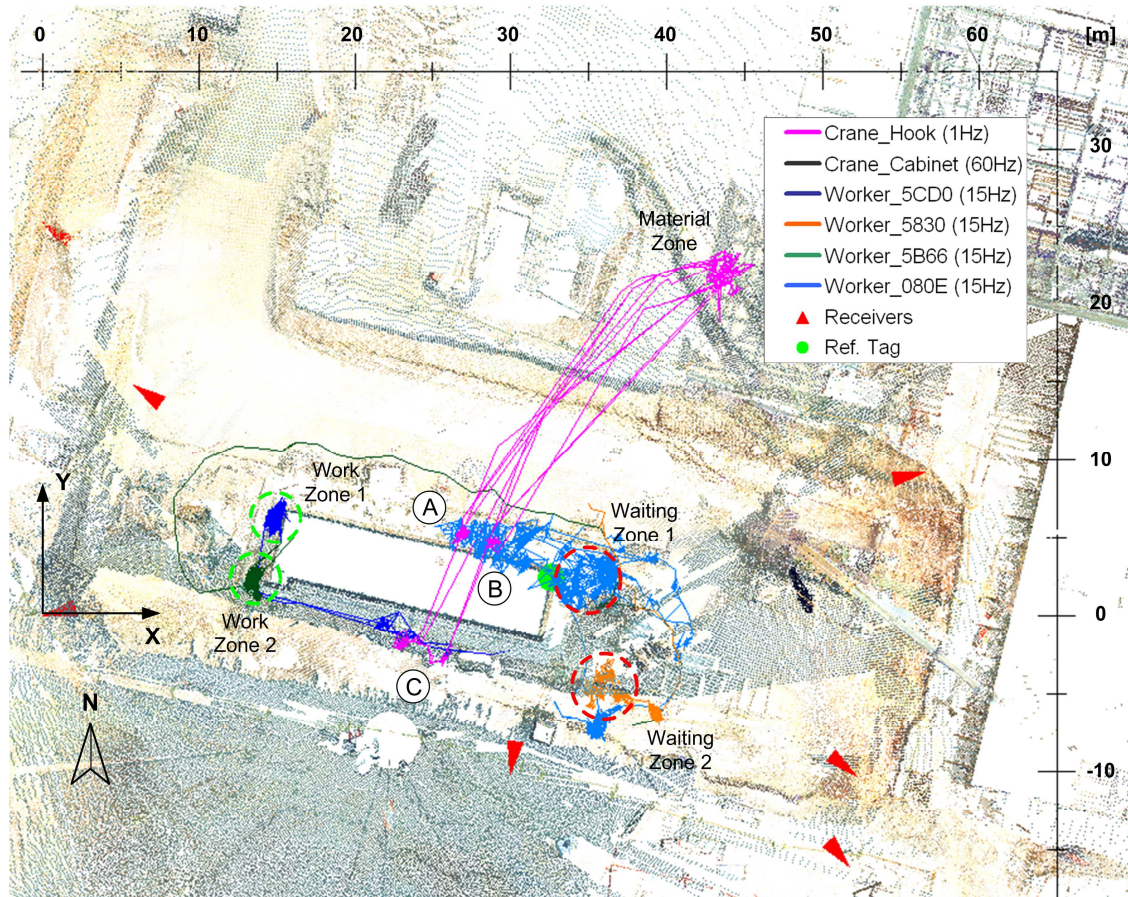 0 10 20 30 40 50 60 [m]
30
20
10
0
-10
Crane_Hook (1Hz)
Crane_Cabinet (60Hz)
Worker_5CD0 (15Hz)
Worker_5830 (15Hz)
Worker_5B66 (15Hz)
Worker_080E (15Hz)
Receivers
Ref. Tag
Material
Zone
Work
Zone 1
A
Waiting
Zone 1
B
Y
X
Work
Zone 2
C
Waiting
Zone 2
N